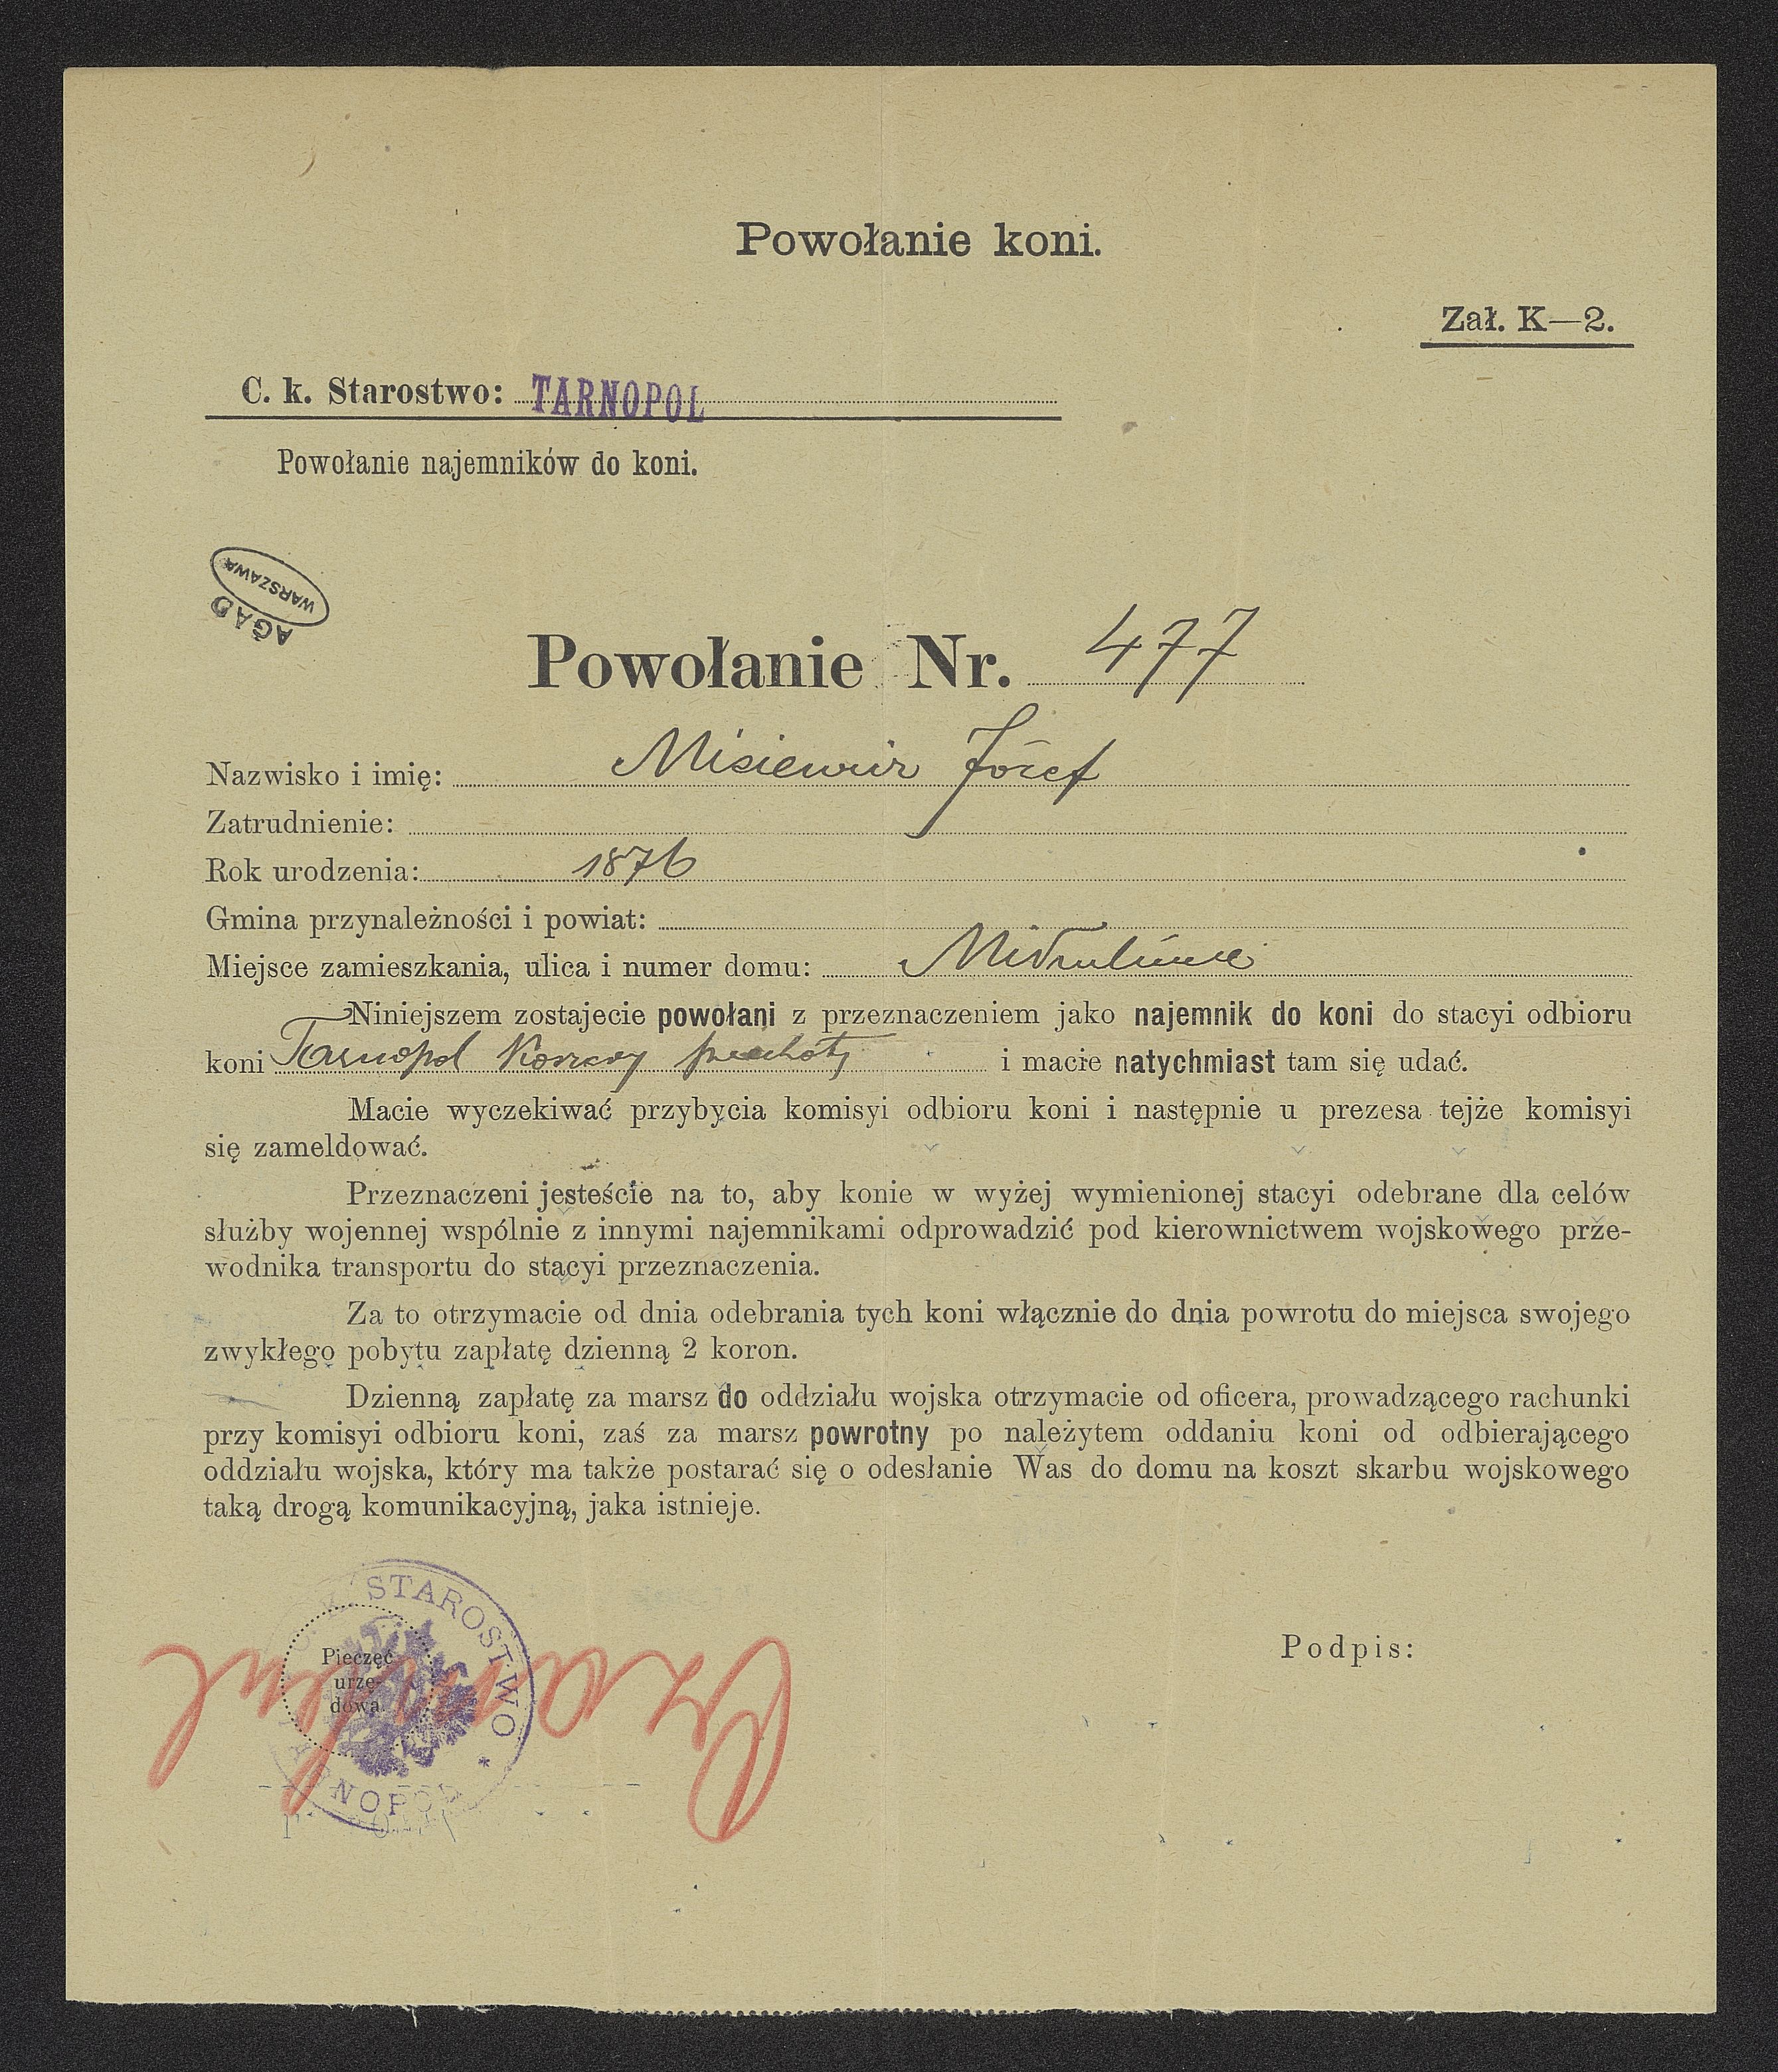 Powołanie koni.
Zał. K—2.
C. k. Starostwo: TARNOPOL
Powołanie najemników do koni.
AGAD
WARSZAWA
Powołanie Nr. 477
Nazwisko i imię: Misiewicz Józef
Zatrudnienie:
Rok urodzenia: 1876
Gmina przynależności i powiat:
Miejsce zamieszkania, ulica i numer domu:
Niniejszem zostajecie powołani z przeznaczeniem jako najemnik do koni do stacyi odbioru
koni Tarnopol Koszary piechoty i macie natychmiast tam się udać.
Macie wyczekiwać przybycia komisyi odbioru koni i następnie u prezesa tejże komisyi
się zameldować.
Przeznaczeni jesteście na to, aby konie w wyżej wymienionej stacyi odebrane dla celów
służby wojennej wspólnie z innymi najemnikami odprowadzić pod kierownictwem wojskowego prze-
wodnika transportu do stacyi przeznaczenia.
Za to otrzymacie od dnia odebrania tych koni włącznie do dnia powrotu do miejsca swojego
zwykłego pobytu zapłatę dzienną 2 koron.
Dzienną zapłatę za marsz do oddziału wojska otrzymacie od oficera, prowadzącego rachunki
przy komisyi odbioru koni, zaś za marsz powrotny po należytem oddaniu koni od odbierającego
oddziału wojska, który ma także postarać się o odesłanie Was do domu na koszt skarbu wojskowego
taką drogą komunikacyjną, jaka istnieje.
STAROSTWO * TARNOPOL
Pieczęć
urzę-
dowa
Podpis: